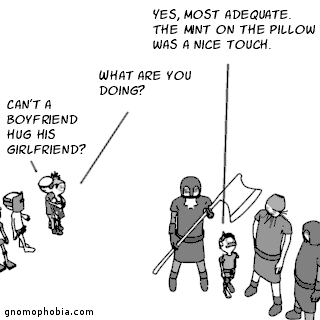 CAN'T A
BOYFRIEND
HUG HIS
GIRLFRIEND?
WHAT ARE YOU
DOING?
YES, MOST ADEQUATE.
THE MINT ON THE PILLOW
WAS A NICE TOUCH.
gnomophobia.com